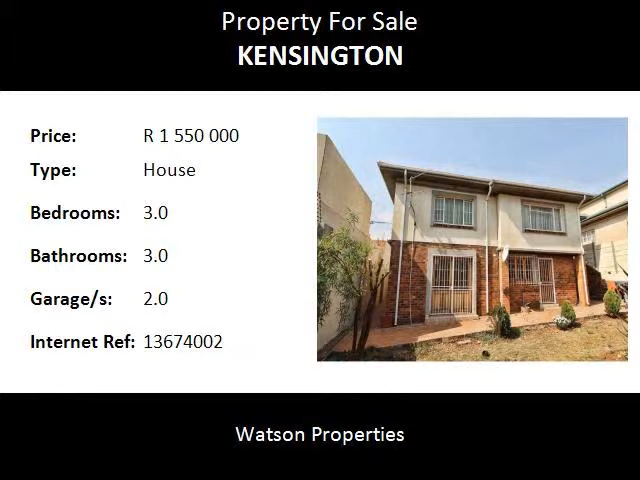 Property For Sale
KENSINGTON
Price: R 1 550 000
Type: House
Bedrooms: 3.0
Bathrooms: 3.0
Garage/s: 2.0
Internet Ref: 13674002
Watson Properties